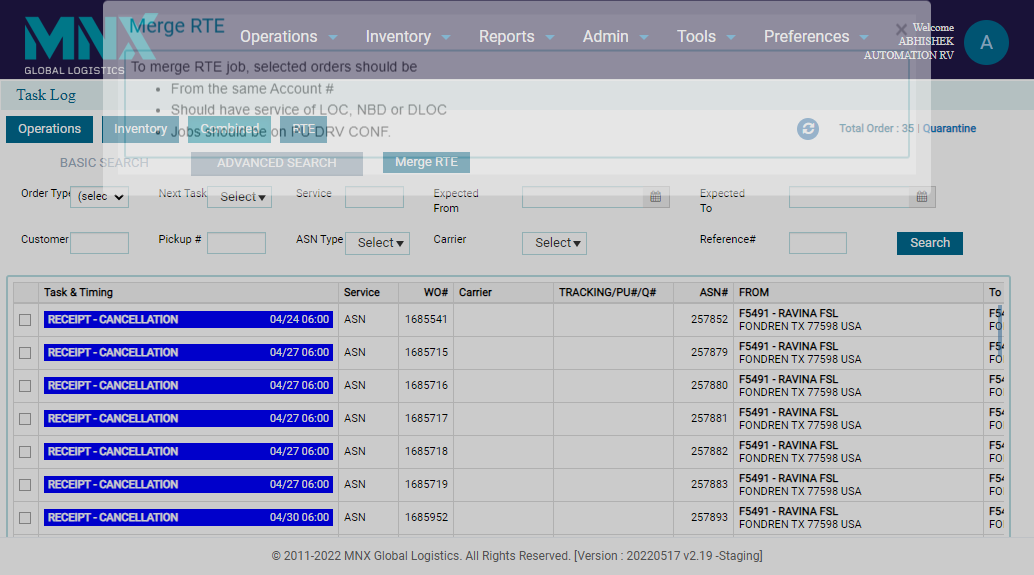 Merge RTE
MNX
GLOBAL LOGISTICS
Operations Inventory Reports Admin Tools Preferences
Welcome
ABHISHEK
AUTOMATION RV
A
To merge RTE job, selected orders should be
From the same Account #
Should have service of LOC, NBD or DLOC
Jobs should be on PU DRV CONF.
Task Log
Operations Inventory Combined RTE
Total Order : 35 | Quarantine
BASIC SEARCH ADVANCED SEARCH Merge RTE
Order Type (selec Next Task Select Service Expected From Expected To
Customer Pickup # ASN Type Select Carrier Select Reference# Search
Task & Timing Service WO# Carrier TRACKING/PU#/Q# ASN# FROM To
RECEIPT - CANCELLATION 04/24 06:00 ASN 1685541 257852 F5491 - RAVINA FSL F54
FONDREN TX 77598 USA FO
RECEIPT - CANCELLATION 04/27 06:00 ASN 1685715 257879 F5491 - RAVINA FSL F54
FONDREN TX 77598 USA FO
RECEIPT - CANCELLATION 04/27 06:00 ASN 1685716 257880 F5491 - RAVINA FSL F54
FONDREN TX 77598 USA FO
RECEIPT - CANCELLATION 04/27 06:00 ASN 1685717 257881 F5491 - RAVINA FSL F54
FONDREN TX 77598 USA FO
RECEIPT - CANCELLATION 04/27 06:00 ASN 1685718 257882 F5491 - RAVINA FSL F54
FONDREN TX 77598 USA FO
RECEIPT - CANCELLATION 04/27 06:00 ASN 1685719 257883 F5491 - RAVINA FSL F54
FONDREN TX 77598 USA FO
RECEIPT - CANCELLATION 04/30 06:00 ASN 1685952 257893 F5491 - RAVINA FSL F54
FONDREN TX 77598 USA FO
© 2011-2022 MNX Global Logistics. All Rights Reserved. [Version : 20220517 v2.19 -Staging]